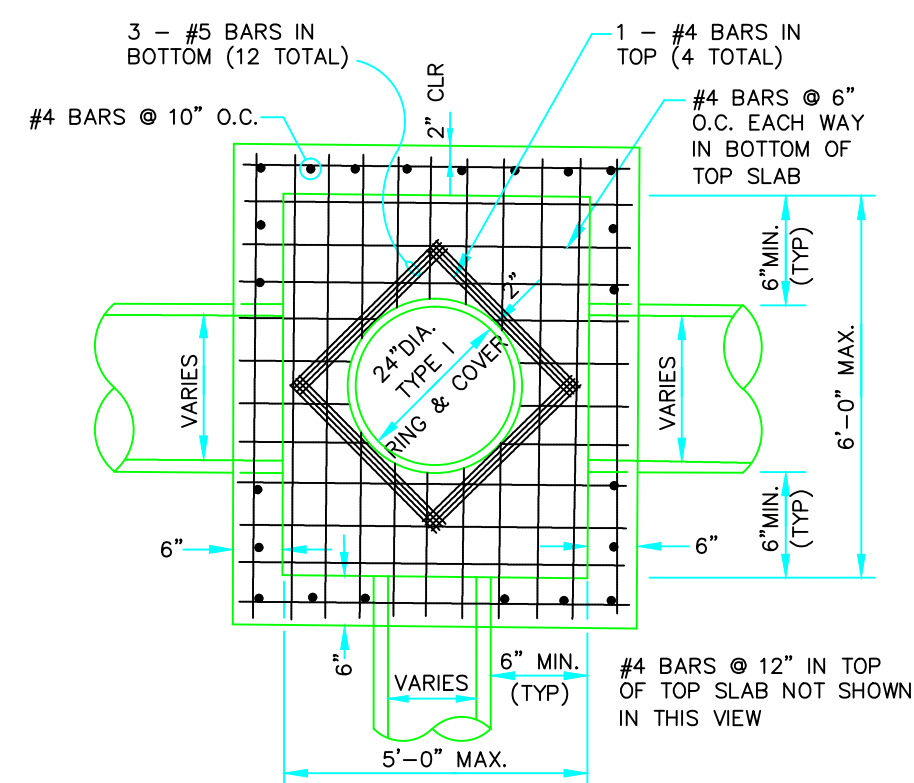 3 – #5 BARS IN
BOTTOM (12 TOTAL)
1 – #4 BARS IN
TOP (4 TOTAL)
2" CLR
#4 BARS @ 10" O.C.
#4 BARS @ 6"
O.C. EACH WAY
IN BOTTOM OF
TOP SLAB
6"MIN.
(TYP)
2"
24"DIA.
TYPE I
RING & COVER
VARIES
VARIES
6'–0" MAX.
6"MIN.
(TYP)
6"
6"
6"
VARIES
6" MIN.
(TYP)
#4 BARS @ 12" IN TOP
OF TOP SLAB NOT SHOWN
IN THIS VIEW
5'–0" MAX.